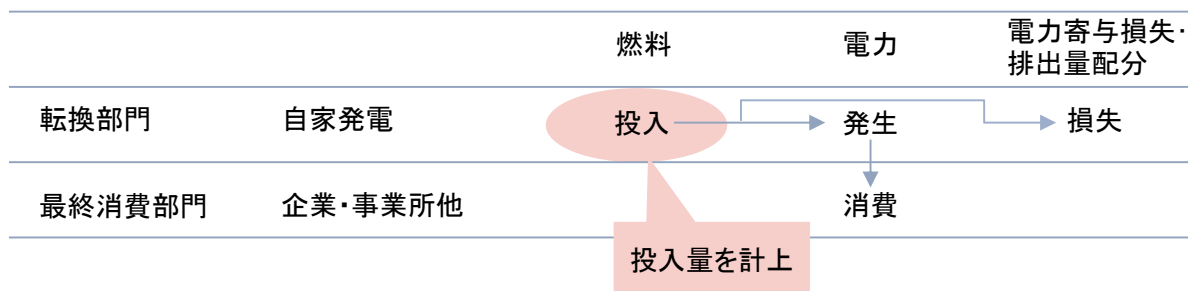 燃料 電力 電力寄与損失・
排出量配分
転換部門 自家発電 投入 発生 損失
最終消費部門 企業・事業所他 消費
投入量を計上